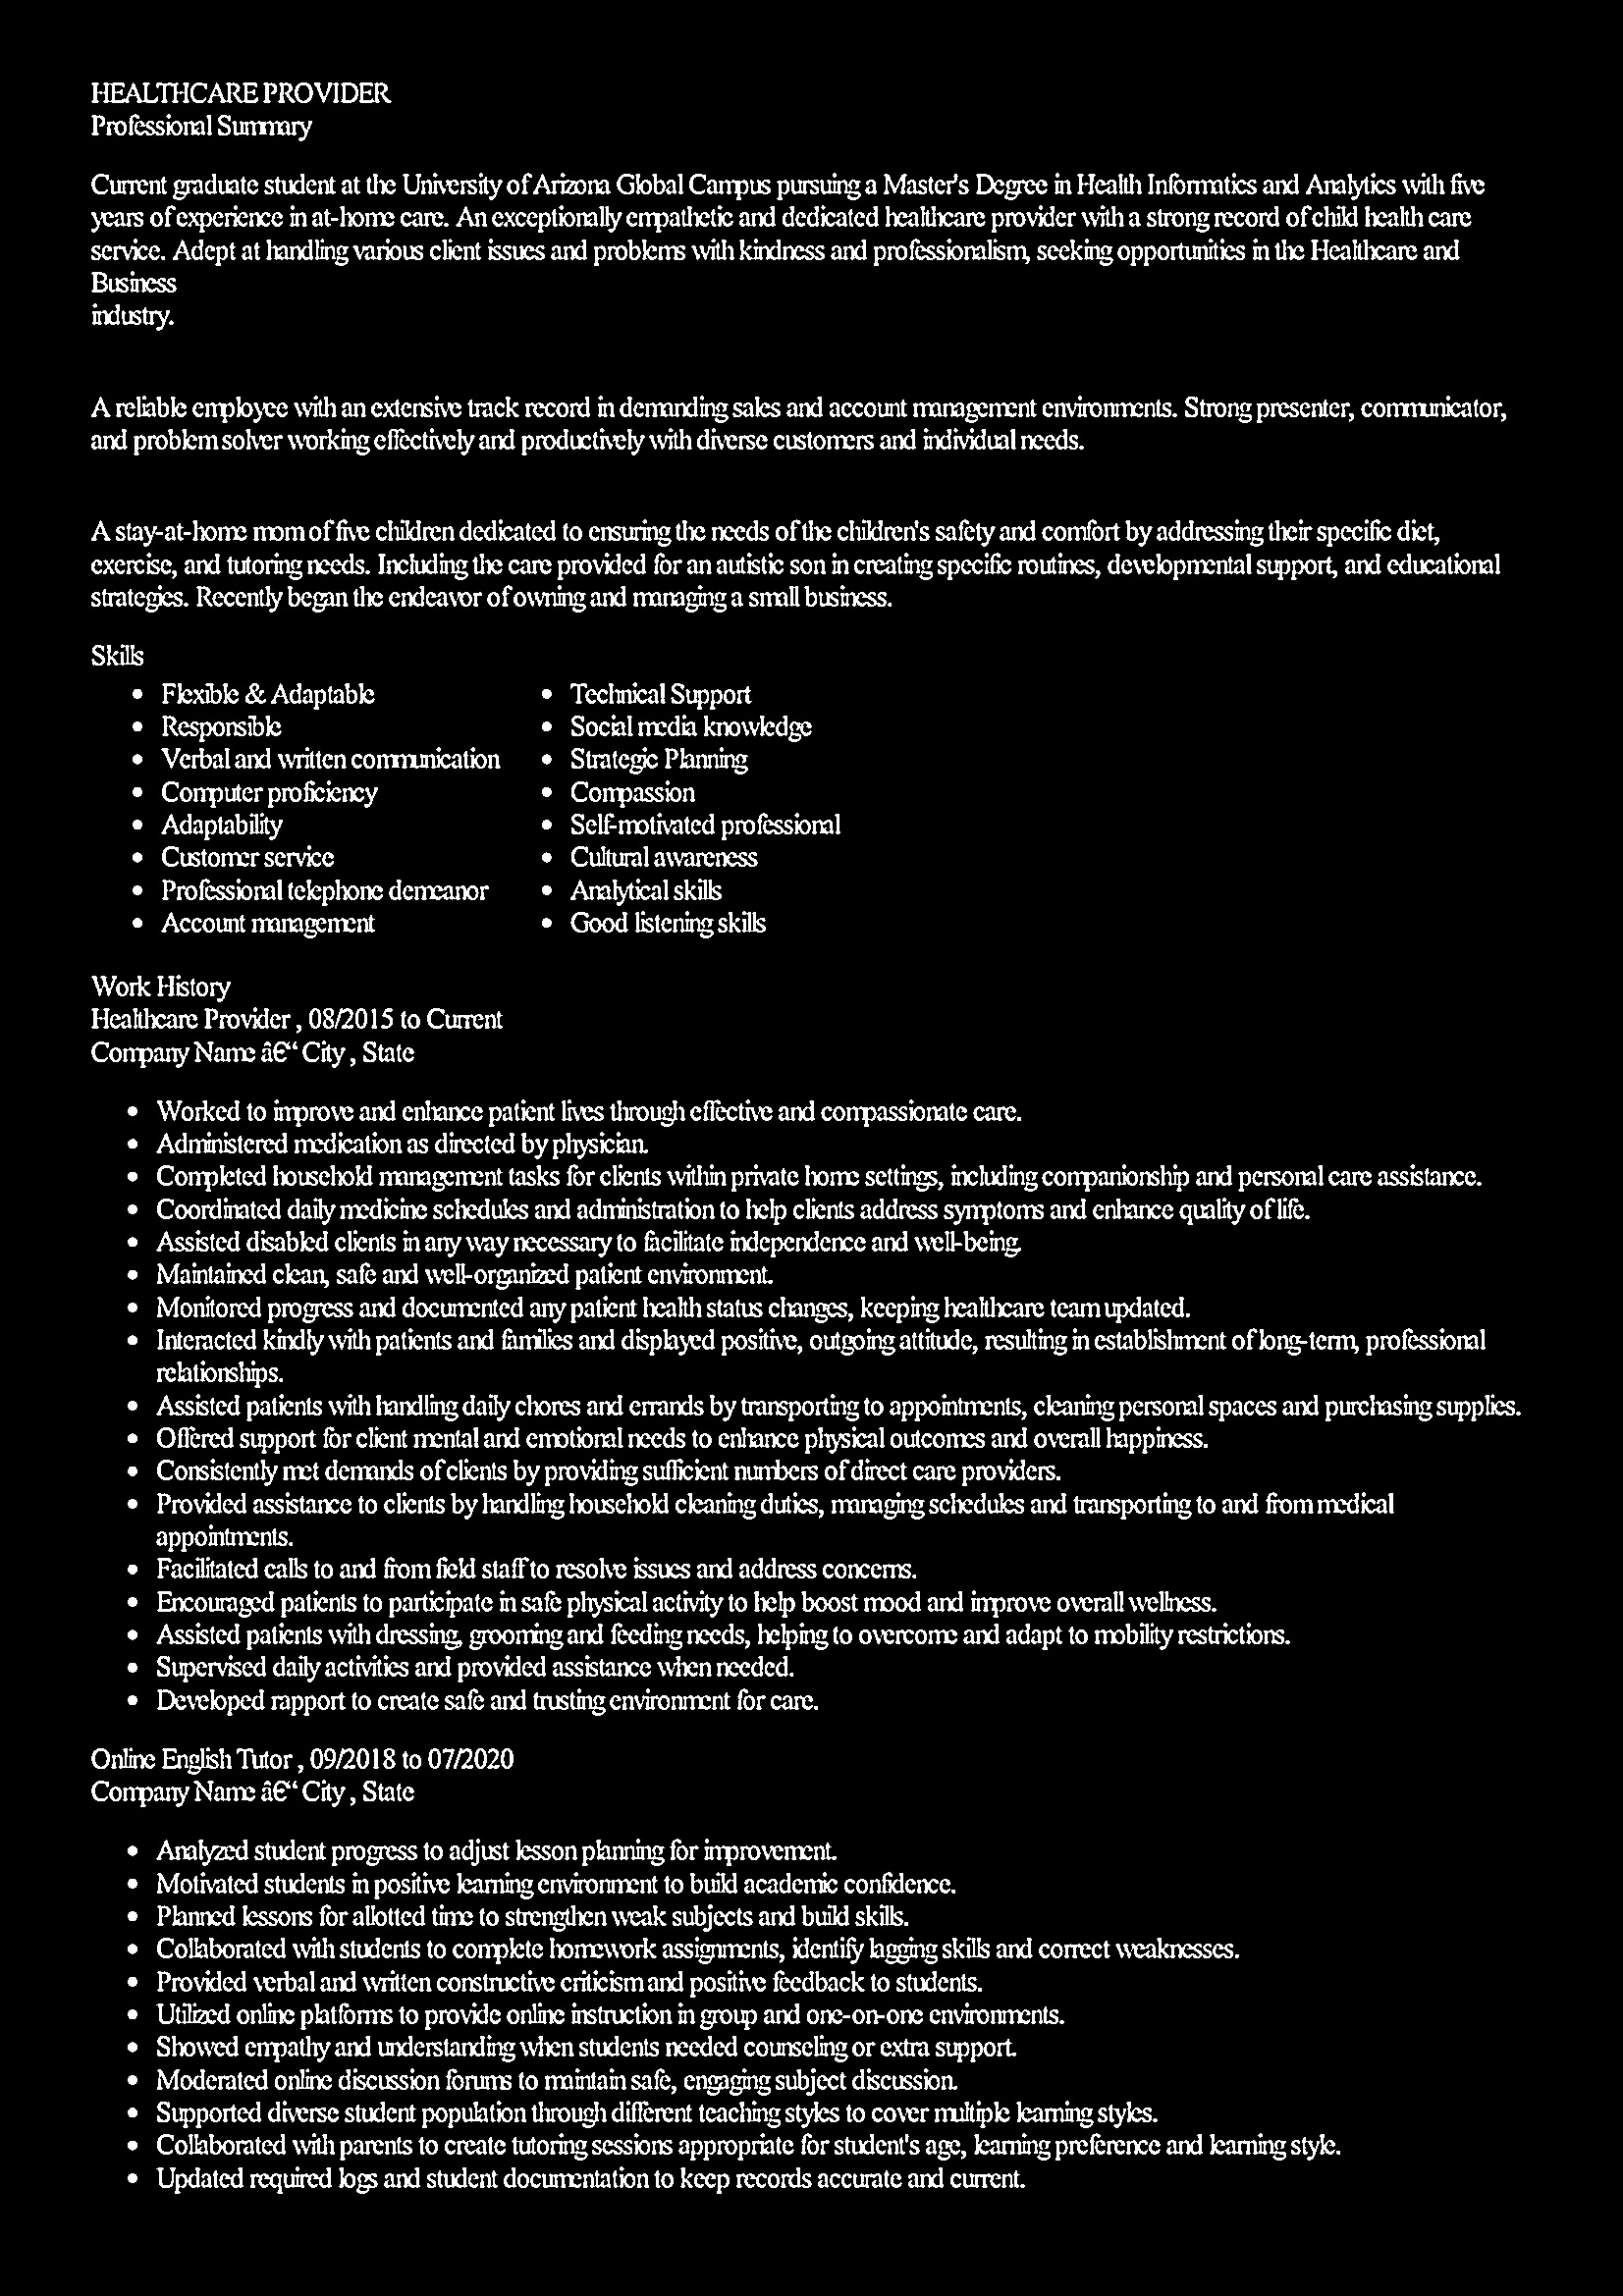 HEALTHCARE PROVIDER
Professional Summary
Current graduate student at the University of Arizona Global Campus pursuing a Master's Degree in Health Informatics and Analytics with five
years of experience in at-home care. An exceptionally empathetic and dedicated healthcare provider with a strong record of child health care
service. Adept at handling various client issues and problems with kindness and professionalism, seeking opportunities in the Healthcare and
Business
industry.
A reliable employee with an extensive track record in demanding sales and account management environments. Strong presenter, communicator,
and problem solver working effectively and productively with diverse customers and individual needs.
A stay-at-home mom of five children dedicated to ensuring the needs of the children's safety and comfort by addressing their specific diet,
exercise, and tutoring needs. Including the care provided for an autistic son in creating specific routines, developmental support, and educational
strategies. Recently began the endeavor of owning and managing a small business.
Skills
• Flexible & Adaptable
• Responsible
• Verbal and written communication
• Computer proficiency
• Adaptability
• Customer service
• Professional telephone demeanor
• Account management
• Technical Support
• Social media knowledge
• Strategic Planning
• Compassion
• Self-motivated professional
• Cultural awareness
• Analytical skills
• Good listening skills
Work History
Healthcare Provider , 08/2015 to Current
Company Name â€“ City , State
• Worked to improve and enhance patient lives through effective and compassionate care.
• Administered medication as directed by physician.
• Completed household management tasks for clients within private home settings, including companionship and personal care assistance.
• Coordinated daily medicine schedules and administration to help clients address symptoms and enhance quality of life.
• Assisted disabled clients in any way necessary to facilitate independence and well-being.
• Maintained clean, safe and well-organized patient environment.
• Monitored progress and documented any patient health status changes, keeping healthcare team updated.
• Interacted kindly with patients and families and displayed positive, outgoing attitude, resulting in establishment of long-term, professional
relationships.
• Assisted patients with handling daily chores and errands by transporting to appointments, cleaning personal spaces and purchasing supplies.
• Offered support for client mental and emotional needs to enhance physical outcomes and overall happiness.
• Consistently met demands of clients by providing sufficient numbers of direct care providers.
• Provided assistance to clients by handling household cleaning duties, managing schedules and transporting to and from medical
appointments.
• Facilitated calls to and from field staff to resolve issues and address concerns.
• Encouraged patients to participate in safe physical activity to help boost mood and improve overall wellness.
• Assisted patients with dressing, grooming and feeding needs, helping to overcome and adapt to mobility restrictions.
• Supervised daily activities and provided assistance when needed.
• Developed rapport to create safe and trusting environment for care.
Online English Tutor , 09/2018 to 07/2020
Company Name â€“ City , State
• Analyzed student progress to adjust lesson planning for improvement.
• Motivated students in positive learning environment to build academic confidence.
• Planned lessons for allotted time to strengthen weak subjects and build skills.
• Collaborated with students to complete homework assignments, identify lagging skills and correct weaknesses.
• Provided verbal and written constructive criticism and positive feedback to students.
• Utilized online platforms to provide online instruction in group and one-on-one environments.
• Showed empathy and understanding when students needed counseling or extra support.
• Moderated online discussion forums to maintain safe, engaging subject discussion.
• Supported diverse student population through different teaching styles to cover multiple learning styles.
• Collaborated with parents to create tutoring sessions appropriate for student's age, learning preference and learning style.
• Updated required logs and student documentation to keep records accurate and current.